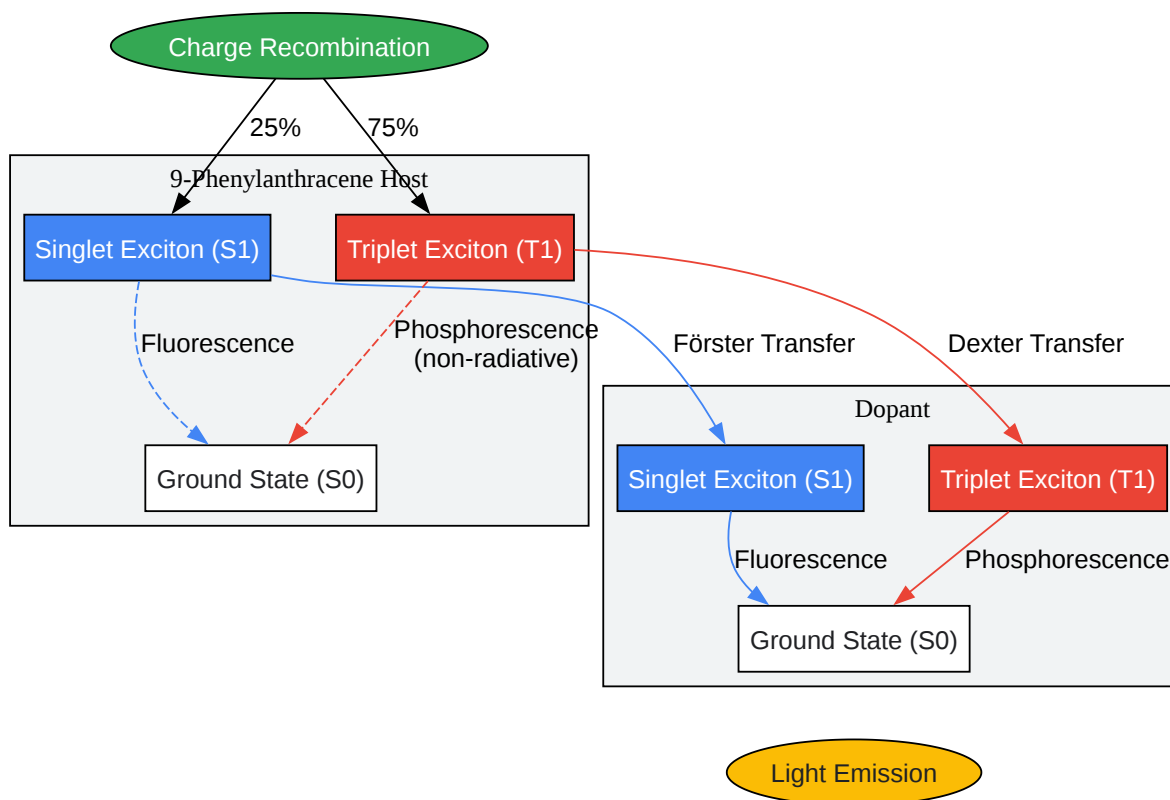 Charge Recombination
25%
75%
9-Phenylanthracene Host
Singlet Exciton (S1)
Triplet Exciton (T1)
Fluorescence
Phosphorescence
(non-radiative)
Förster Transfer
Dexter Transfer
Ground State (S0)
Dopant
Singlet Exciton (S1)
Triplet Exciton (T1)
Fluorescence
Phosphorescence
Ground State (S0)
Light Emission